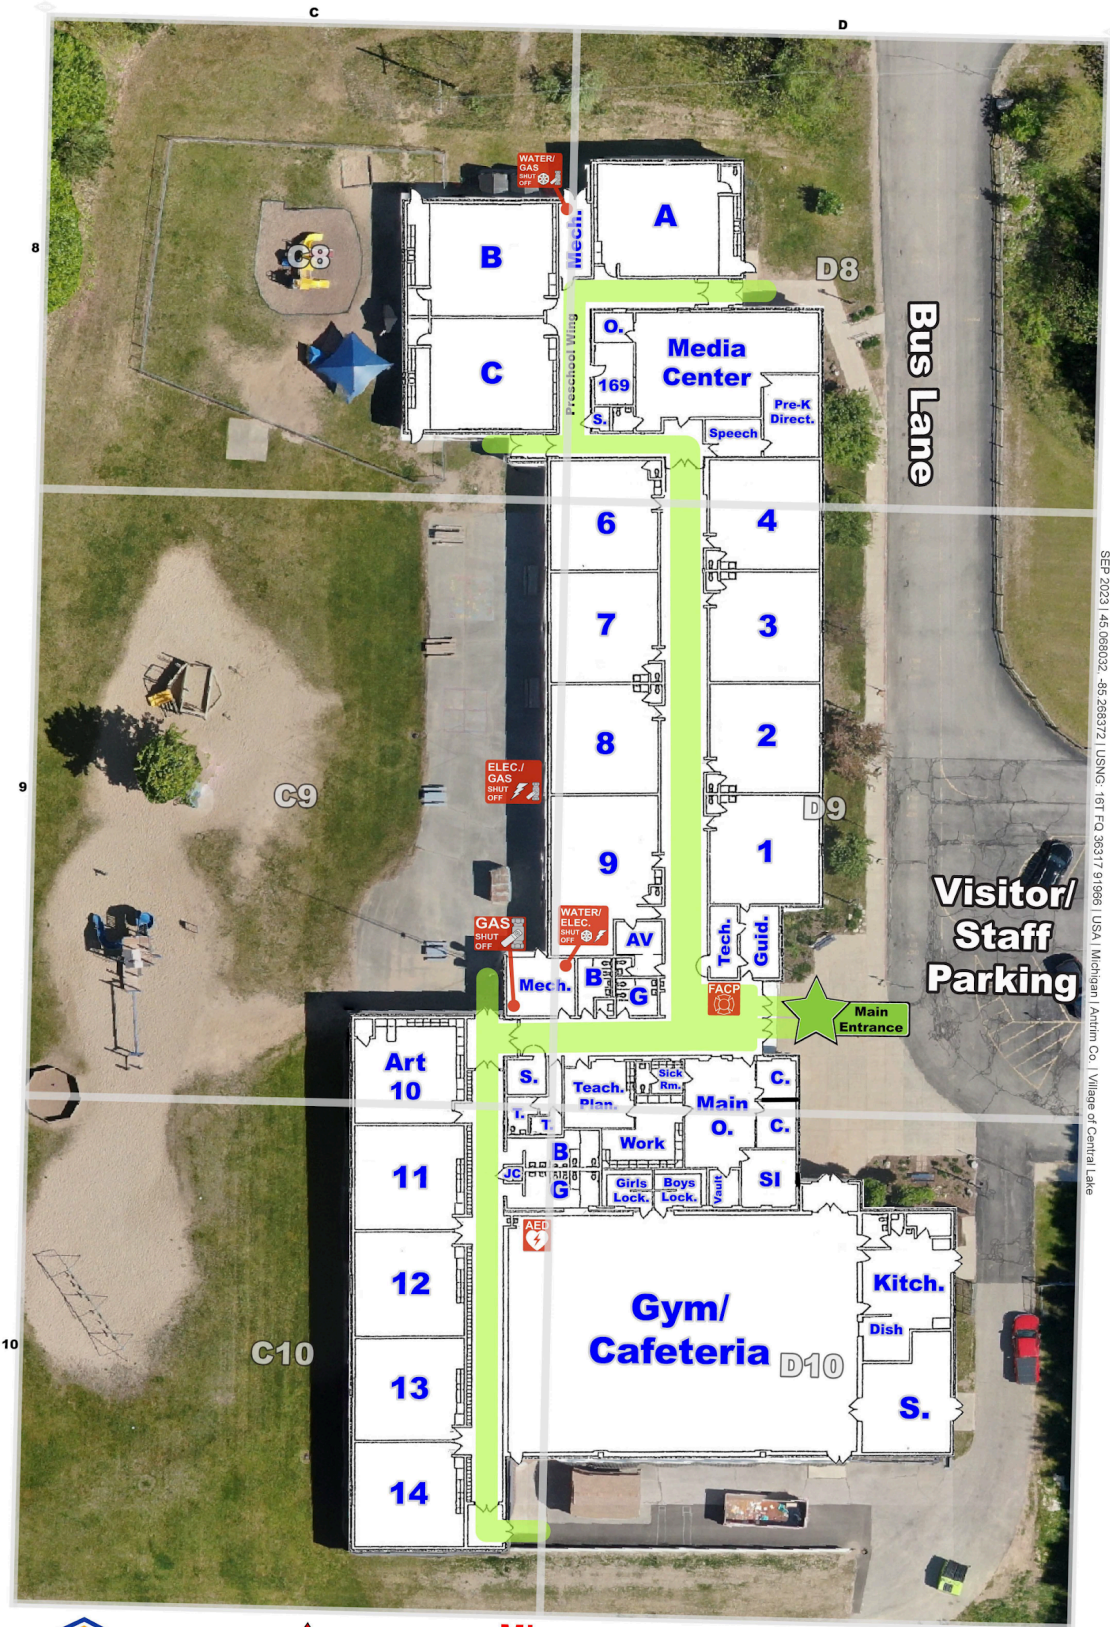 C
D
8
WATER/
GAS
SHUT
OFF
Mech.
A
B
C8
D8
Preschool Wing
O.
Media
Center
169
C
S.
Pre-K
Direct.
Speech
Bus Lane
6
4
7
3
8
2
9
ELEC./
GAS
SHUT
OFF
C9
D9
9
1
Visitor/
Staff
Parking
GAS
SHUT
OFF
WATER/
ELEC.
SHUT
OFF
AV
Tech.
Guid.
Mech.
B
G
FACP
Main
Entrance
Art
10
S.
Teach.
Plan.
Sick
Rm.
Main
O.
C.
C.
T.
T.
Work
B
JC
G
Girls
Lock.
Boys
Lock.
Vault
SI
11
AED
12
Gym/
Cafeteria
Kitch.
Dish
10
C10
D10
13
S.
14
SEP 2023 | 45.068032, -85.268372 | USNG: 16T FQ 36317 91966 | USA | Michigan | Antrim Co. | Village of Central Lake